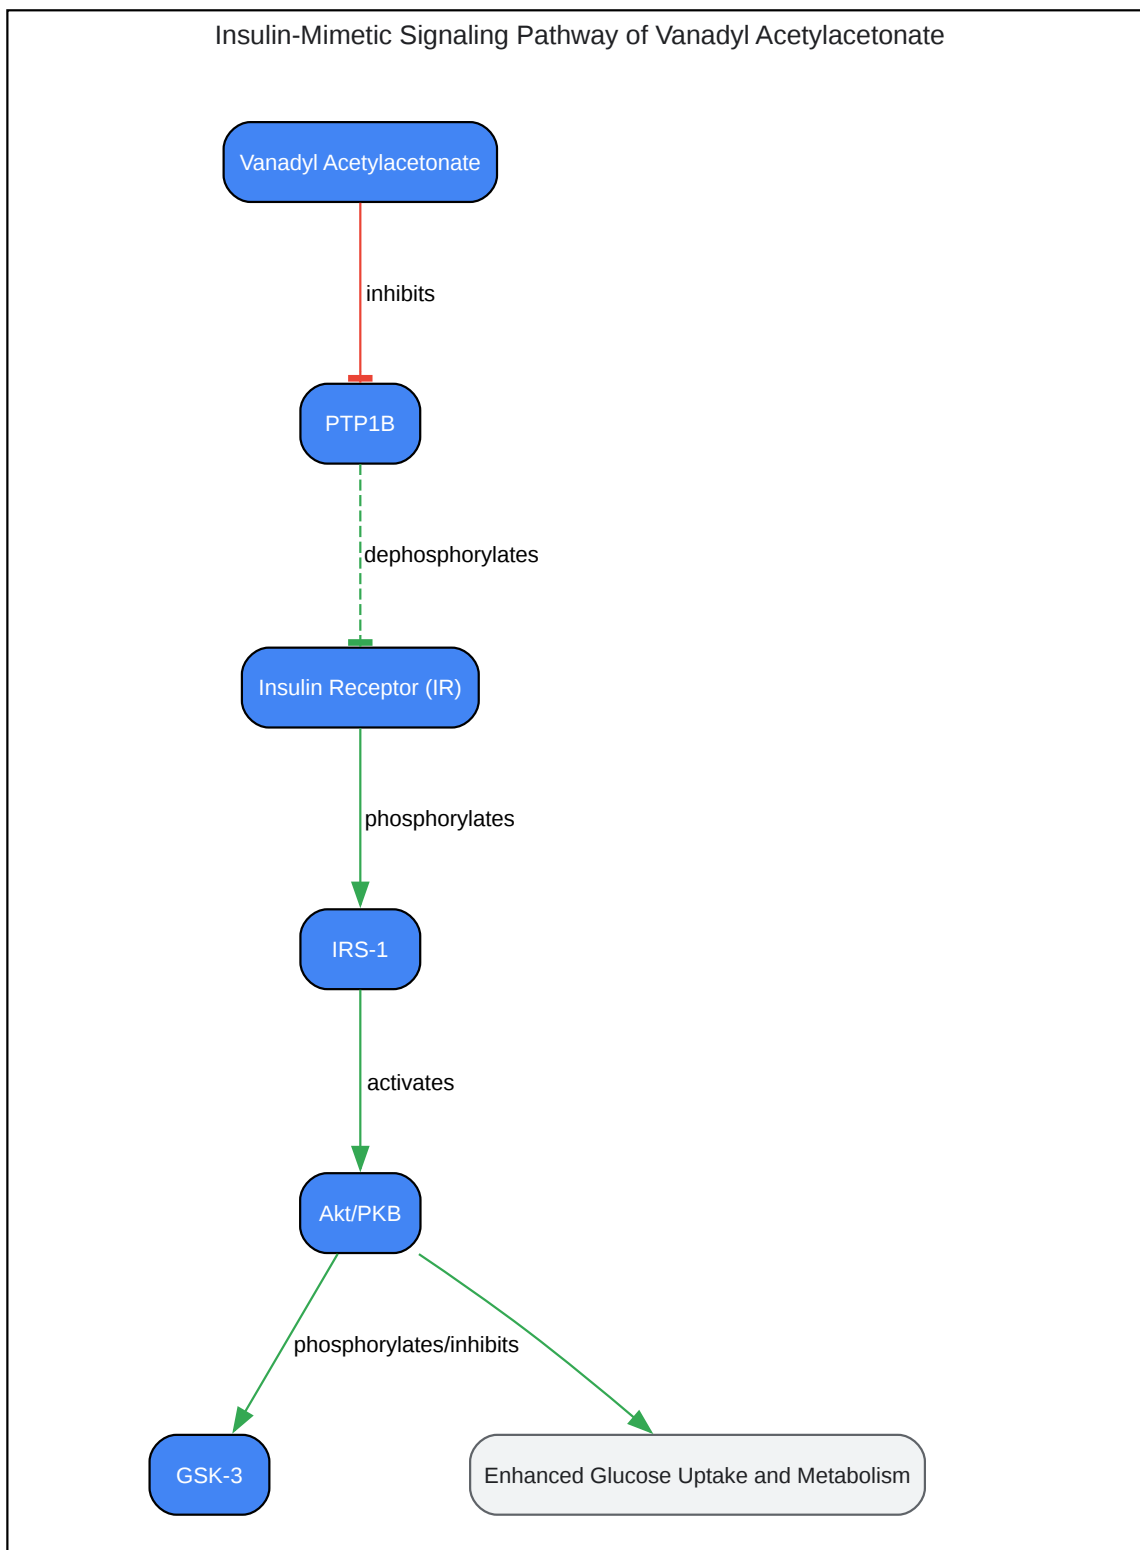 Insulin-Mimetic Signaling Pathway of Vanadyl Acetylacetonate
Vanadyl Acetylacetonate
inhibits
PTP1B
dephosphorylates
Insulin Receptor (IR)
phosphorylates
IRS-1
activates
Akt/PKB
phosphorylates/inhibits
GSK-3
Enhanced Glucose Uptake and Metabolism